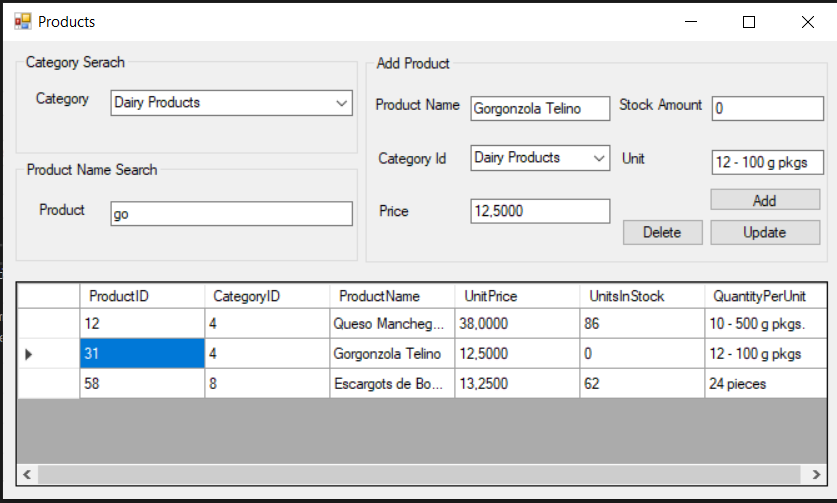 Products
Category Serach
Category Dairy Products
Product Name Search
Product go
Add Product
Product Name Gorgonzola Telino Stock Amount 0
Category Id Dairy Products Unit 12 - 100 g pkgs
Price 12,5000
Add
Delete Update
ProductID CategoryID ProductName UnitPrice UnitsInStock QuantityPerUnit
12 4 Queso Mancheg... 38,0000 86 10 - 500 g pkgs.
31 4 Gorgonzola Telino 12,5000 0 12 - 100 g pkgs
58 8 Escargots de Bo... 13,2500 62 24 pieces